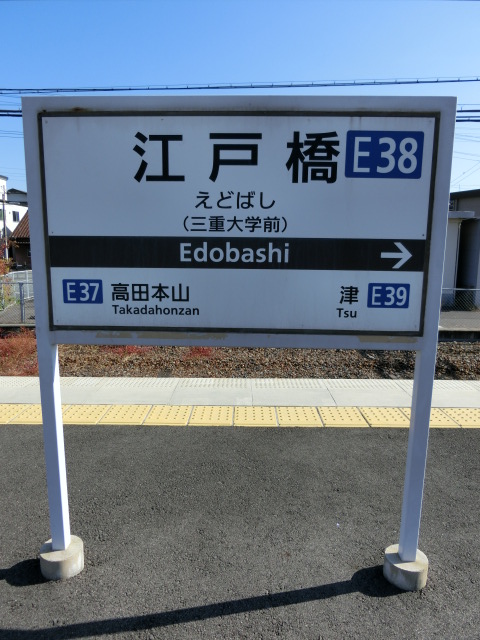 江戸橋 E38
えどばし
(三重大学前)
Edobashi →
E37 高田本山 津 E39
Takadahonzan Tsu